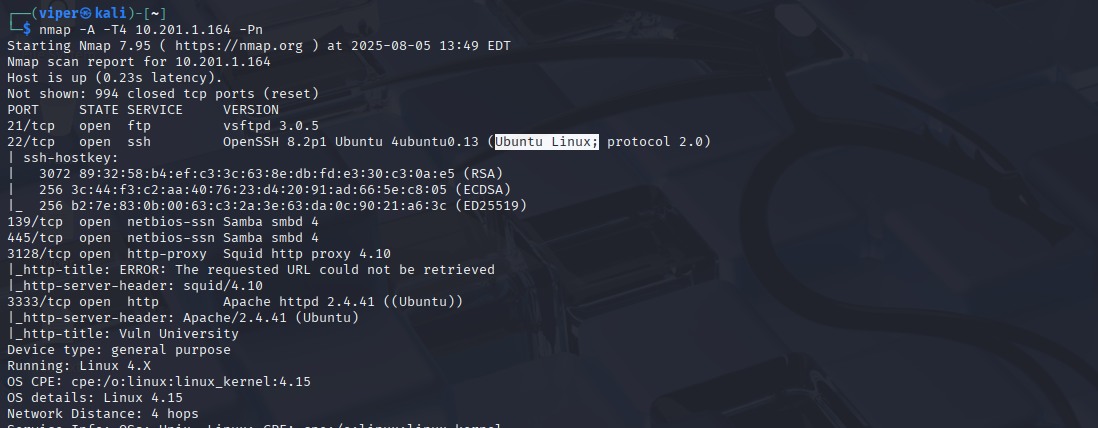 ┌──(viper㉿kali)-[~]
└─$ nmap -A -T4 10.201.1.164 -Pn
Starting Nmap 7.95 ( https://nmap.org ) at 2025-08-05 13:49 EDT
Nmap scan report for 10.201.1.164
Host is up (0.23s latency).
Not shown: 994 closed tcp ports (reset)
PORT     STATE SERVICE     VERSION
21/tcp   open  ftp         vsftpd 3.0.5
22/tcp   open  ssh         OpenSSH 8.2p1 Ubuntu 4ubuntu0.13 (Ubuntu Linux; protocol 2.0)
| ssh-hostkey:
|   3072 89:32:58:b4:ef:c3:3c:63:8e:db:fd:e3:30:c3:0a:e5 (RSA)
|   256 3c:44:f3:c2:aa:40:76:23:d4:20:91:ad:66:5e:c8:05 (ECDSA)
|_  256 b2:7e:83:0b:00:63:c3:2a:3e:63:da:0c:90:21:a6:3c (ED25519)
139/tcp  open  netbios-ssn Samba smbd 4
445/tcp  open  netbios-ssn Samba smbd 4
3128/tcp open  http-proxy  Squid http proxy 4.10
|_http-title: ERROR: The requested URL could not be retrieved
|_http-server-header: squid/4.10
3333/tcp open  http        Apache httpd 2.4.41 ((Ubuntu))
|_http-server-header: Apache/2.4.41 (Ubuntu)
|_http-title: Vuln University
Device type: general purpose
Running: Linux 4.X
OS CPE: cpe:/o:linux:linux_kernel:4.15
OS details: Linux 4.15
Network Distance: 4 hops
Service Info: OSs: Unix, Linux; CPE: cpe:/o:linux:linux_kernel